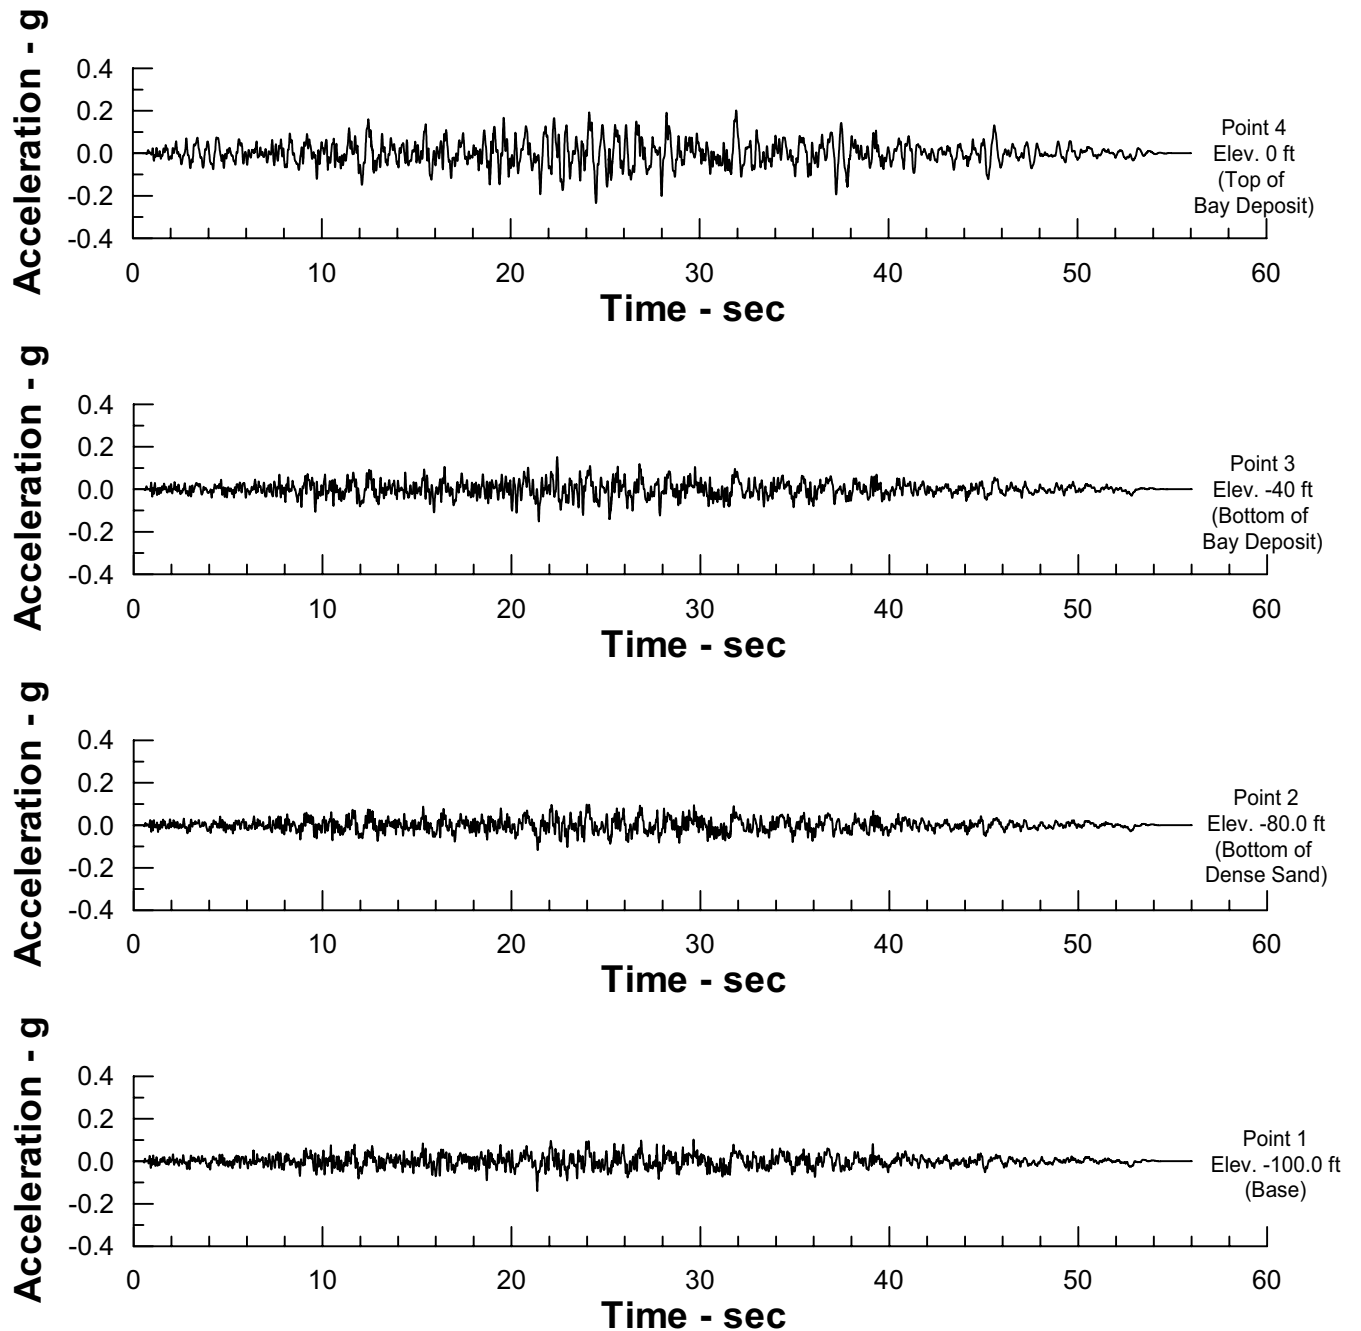 Acceleration - g
0.4
0.2
0.0
-0.2
-0.4
0 10 20 30 40 50 60
Time - sec
Point 4
Elev. 0 ft
(Top of
Bay Deposit)
Acceleration - g
0.4
0.2
0.0
-0.2
-0.4
0 10 20 30 40 50 60
Time - sec
Point 3
Elev. -40 ft
(Bottom of
Bay Deposit)
Acceleration - g
0.4
0.2
0.0
-0.2
-0.4
0 10 20 30 40 50 60
Time - sec
Point 2
Elev. -80.0 ft
(Bottom of
Dense Sand)
Acceleration - g
0.4
0.2
0.0
-0.2
-0.4
0 10 20 30 40 50 60
Time - sec
Point 1
Elev. -100.0 ft
(Base)